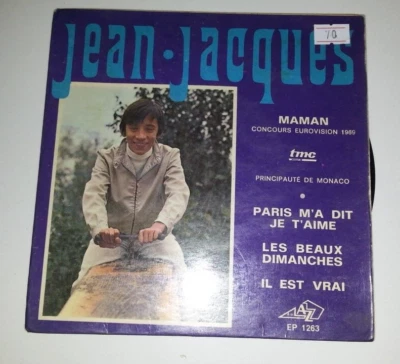 jean-jacques
70
MAMAN
CONCOURS EUROVISION 1969
tmc
PRINCIPAUTÉ DE MONACO
•
PARIS M'A DIT
JE T'AIME
LES BEAUX
DIMANCHES
IL EST VRAI
AZ
EP 1263